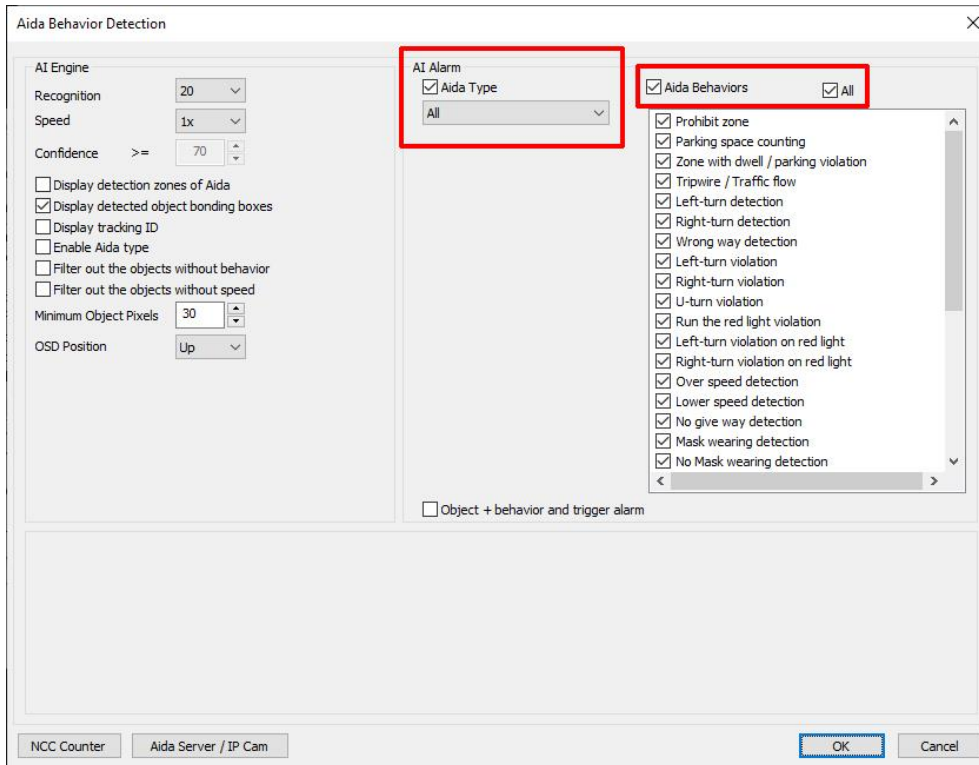 Aida Behavior Detection
AI Engine
Recognition 20
Speed 1x
Confidence >= 70
Display detection zones of Aida
Display detected object bonding boxes
Display tracking ID
Enable Aida type
Filter out the objects without behavior
Filter out the objects without speed
Minimum Object Pixels 30
OSD Position Up
AI Alarm
Aida Type
All
Aida Behaviors All
Prohibit zone
Parking space counting
Zone with dwell / parking violation
Tripwire / Traffic flow
Left-turn detection
Right-turn detection
Wrong way detection
Left-turn violation
Right-turn violation
U-turn violation
Run the red light violation
Left-turn violation on red light
Right-turn violation on red light
Over speed detection
Lower speed detection
No give way detection
Mask wearing detection
No Mask wearing detection
Object + behavior and trigger alarm
NCC Counter
Aida Server / IP Cam
OK
Cancel